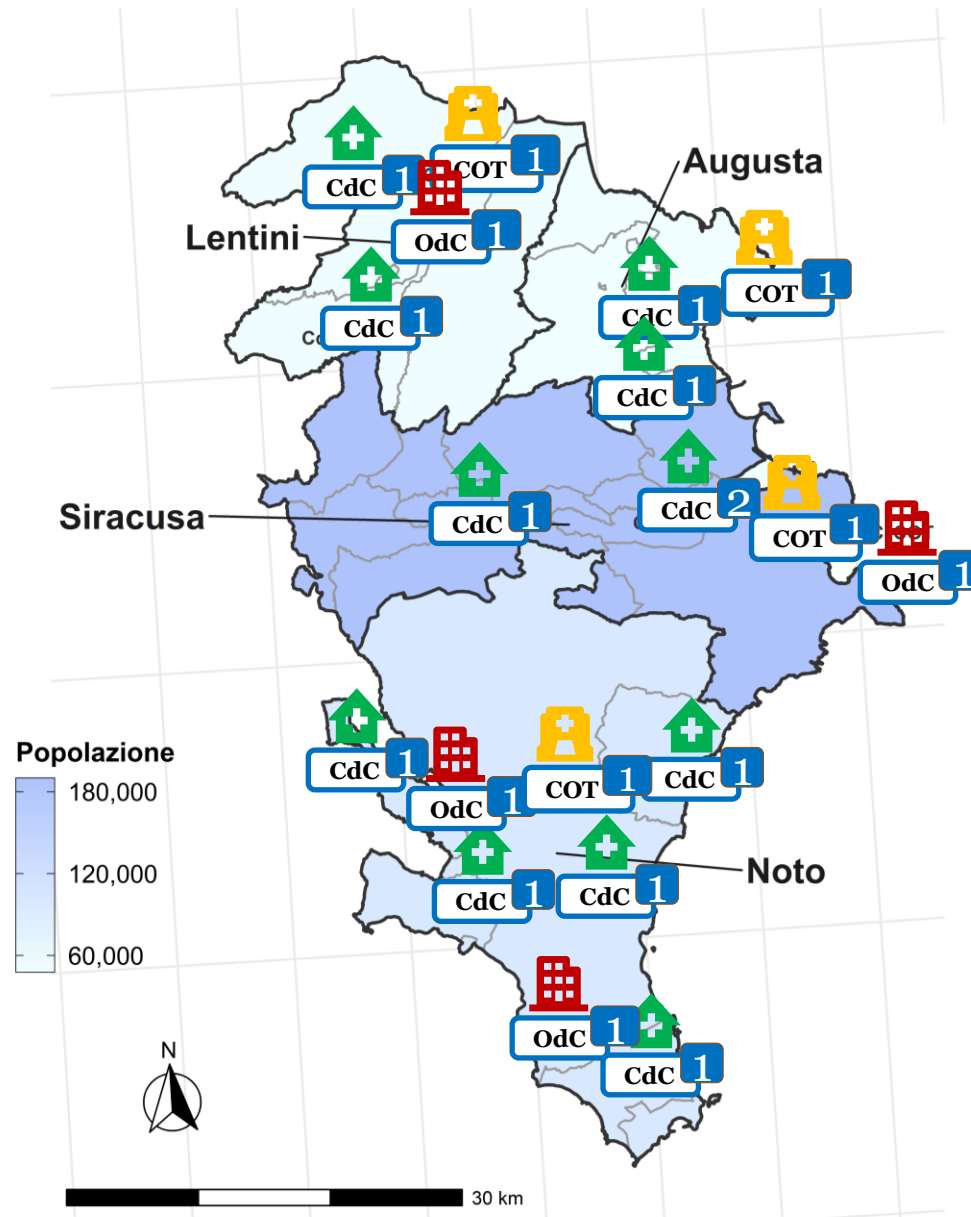 COT 1
Augusta
CdC 1
Lentini
OdC 1
COT 1
CdC 1
CdC 1
CdC 1
CdC 2
Siracusa
CdC 1
COT 1
OdC 1
CdC 1
Popolazione
180,000
120,000
60,000
OdC 1
COT 1
CdC 1
Noto
CdC 1
CdC 1
OdC 1
CdC 1
N
30 km